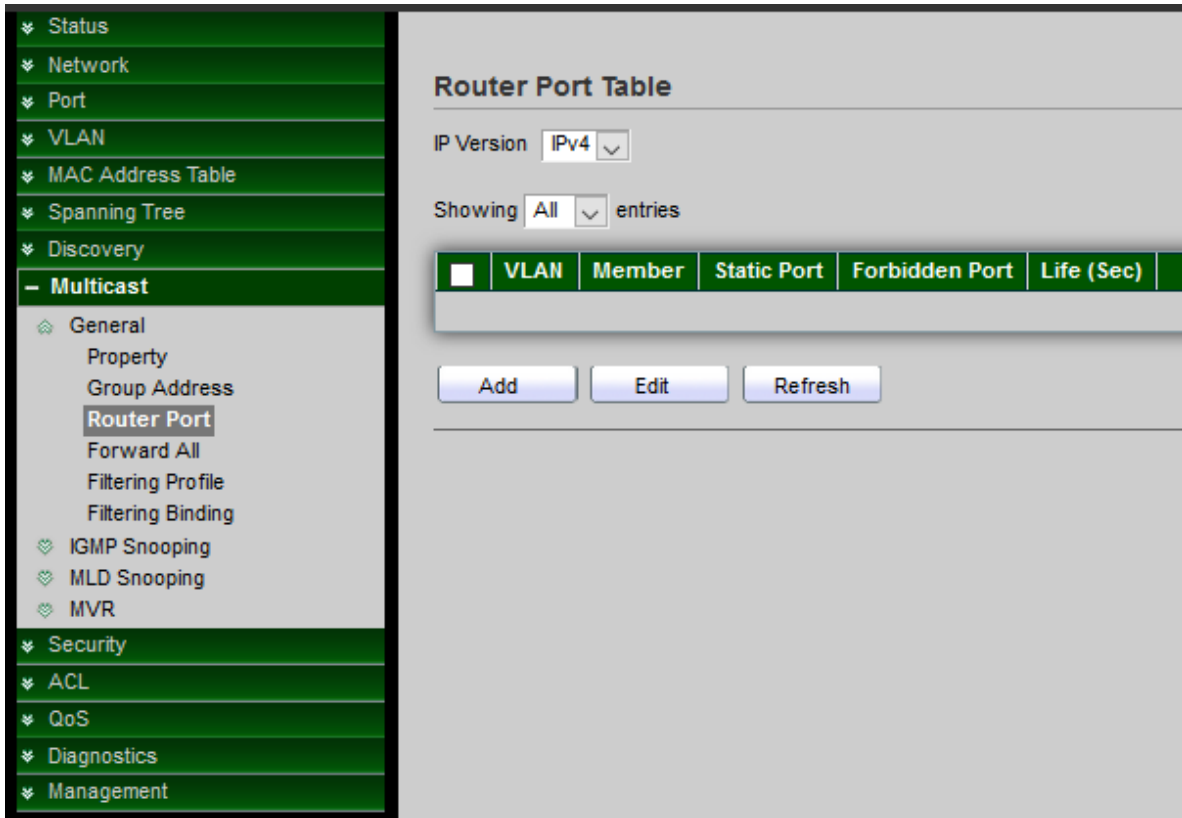 Status
Network
Port
VLAN
MAC Address Table
Spanning Tree
Discovery
Multicast
General
Property
Group Address
Router Port
Forward All
Filtering Profile
Filtering Binding
IGMP Snooping
MLD Snooping
MVR
Security
ACL
QoS
Diagnostics
Management
Router Port Table
IP Version IPv4
Showing All entries
VLAN Member Static Port Forbidden Port Life (Sec)
Add Edit Refresh